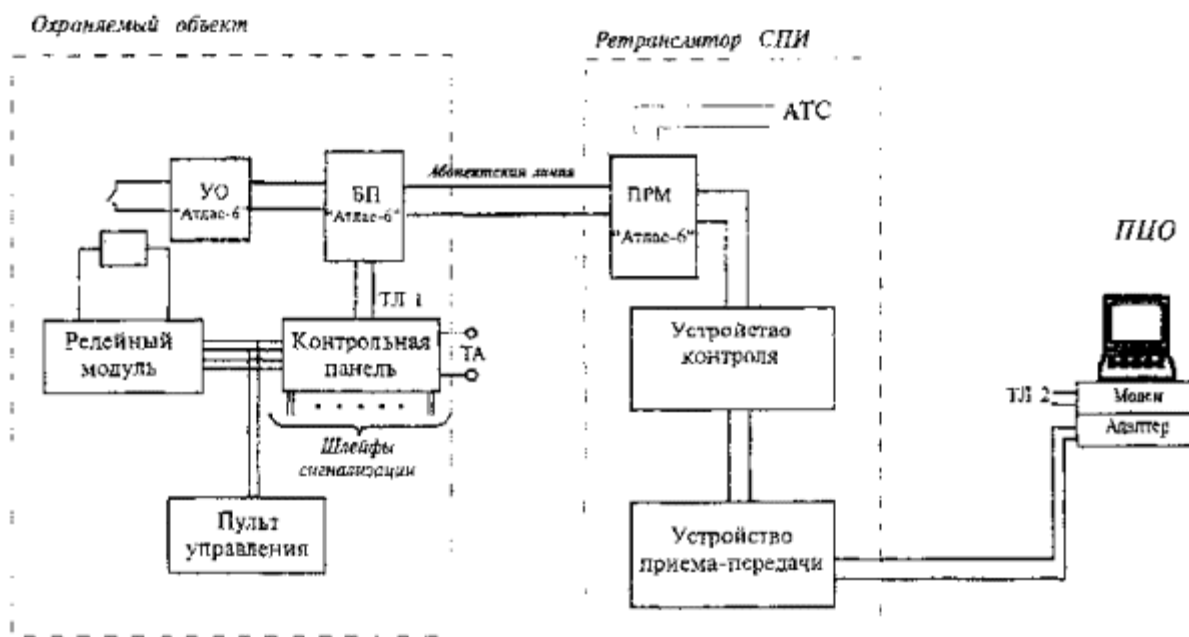 Охраняемый объект
Ретранслятор СПИ
АТС
УО
"Атлас-6"
БП
"Атлас-6"
Абонентская линия
ПРМ
"Атлас-6"
ПЦО
ТЛ 1
Релейный
модуль
Контрольная
панель
ТА
Шлейфы
сигнализации
Пульт
управления
Устройство
контроля
Устройство
приема-передачи
ТЛ 2
Модем
Адаптер